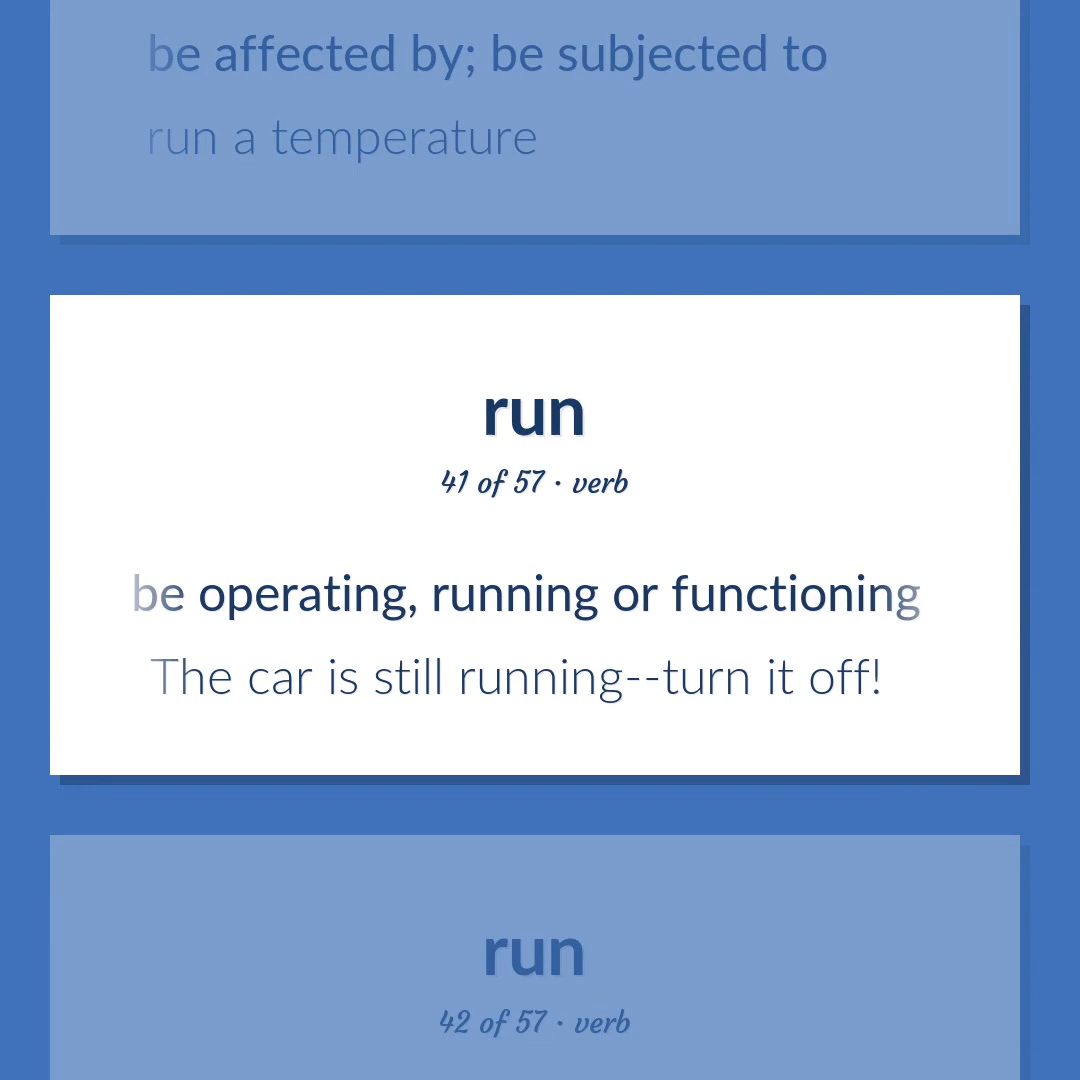 be affected by; be subjected to
run a temperature
run
41 of 57 · verb
be operating, running or functioning
The car is still running--turn it off!
run
42 of 57 · verb